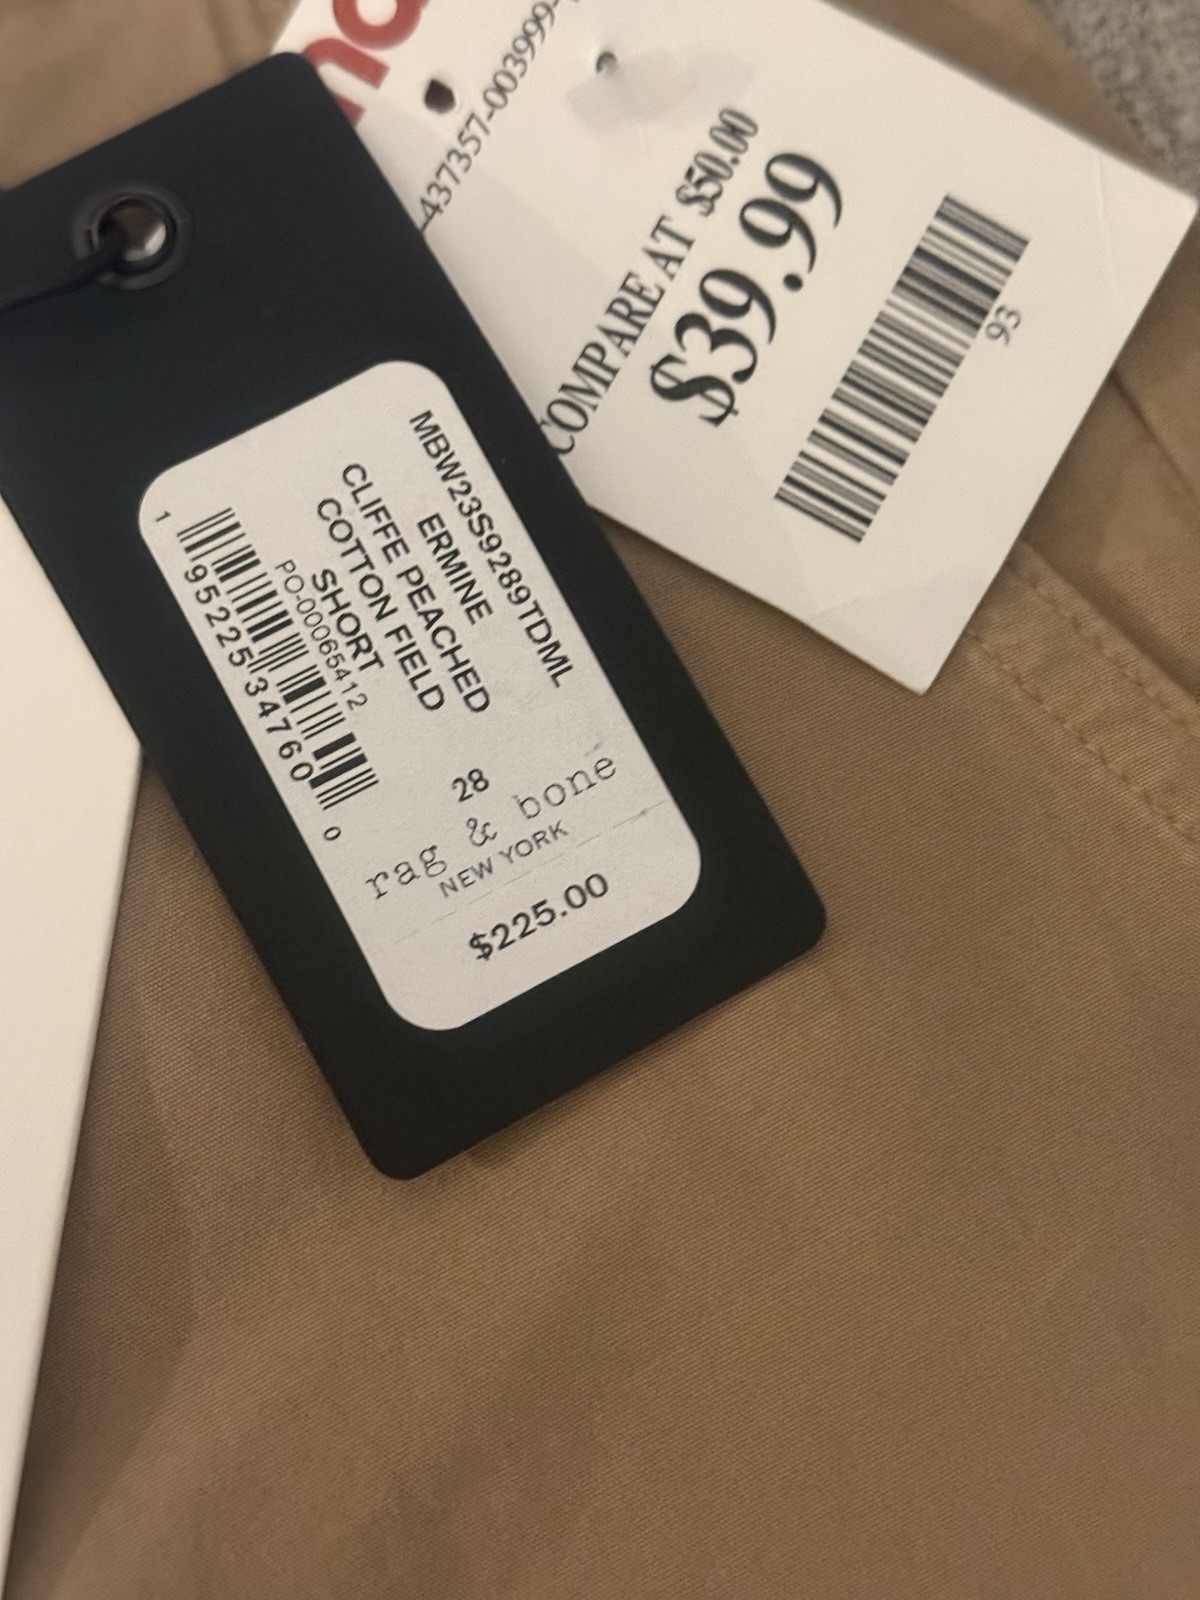 MBW23S9289TDML
ERMINE
CLIFFE PEACHED
COTTON FIELD
SHORT
PO-00065412
1 95225 34760 0
28
rag & bone
NEW YORK
$225.00
-437357-003999-
COMPARE AT $50.00
$39.99
93